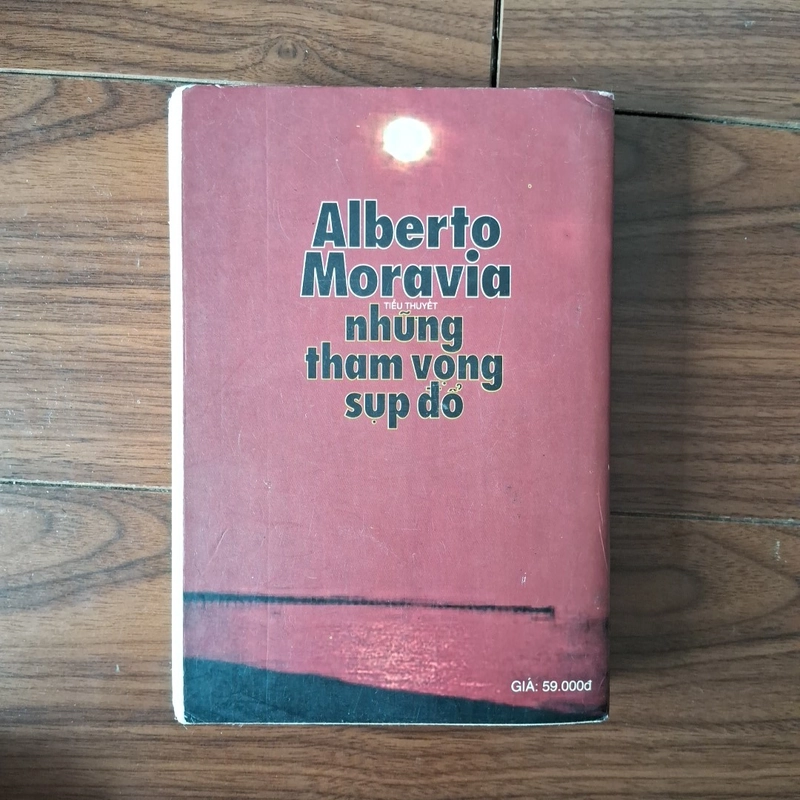 Alberto
Moravia
TIỂU THUYẾT
những
tham vọng
sụp đổ
GIÁ: 59.000đ